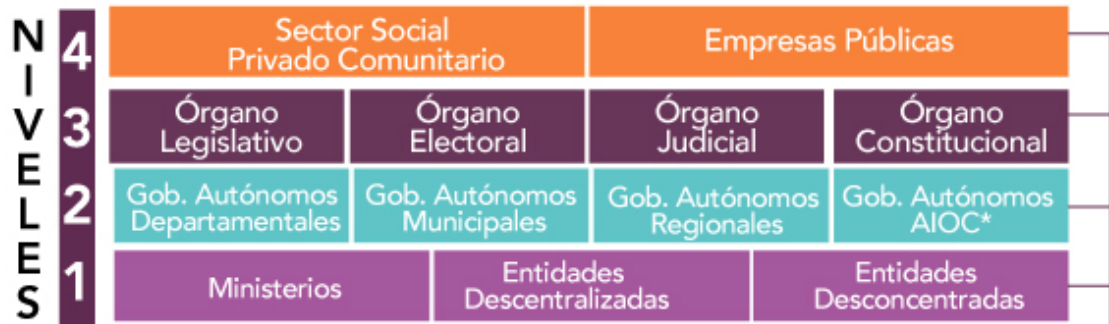 NIVELES
4
Sector Social
Privado Comunitario
Empresas Públicas
3
Órgano
Legislativo
Órgano
Electoral
Órgano
Judicial
Órgano
Constitucional
2
Gob. Autónomos
Departamentales
Gob. Autónomos
Municipales
Gob. Autónomos
Regionales
Gob. Autónomos
AIOC*
1
Ministerios
Entidades
Descentralizadas
Entidades
Desconcentradas